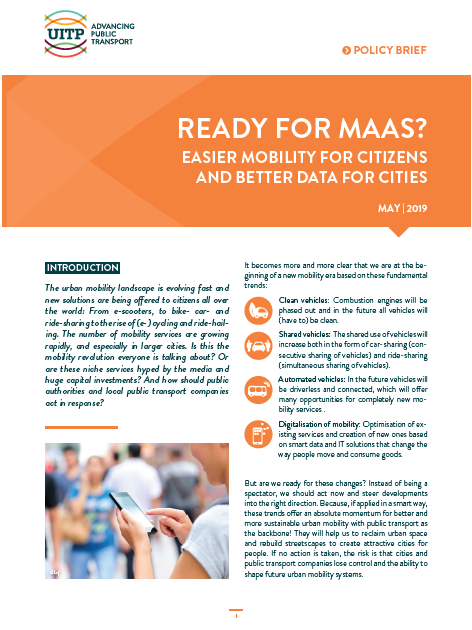 UITP
ADVANCING
PUBLIC
TRANSPORT
POLICY BRIEF
READY FOR MAAS?
EASIER MOBILITY FOR CITIZENS
AND BETTER DATA FOR CITIES
MAY | 2019
INTRODUCTION
The urban mobility landscape is evolving fast and
new solutions are being offered to citizens all over
the world: From e-scooters, to bike- car- and
ride-sharing to the rise of (e-) cycling and ride-hail-
ing. The number of mobility services are growing
rapidly, and especially in larger cities. Is this the
mobility revolution everyone is talking about? Or
are these niche services hyped by the media and
huge capital investments? And how should public
authorities and local public transport companies
act in response?
It becomes more and more clear that we are at the be-
ginning of a new mobility era based on these fundamental
trends:
Clean vehicles: Combustion engines will be
phased out and in the future all vehicles will
(have to) be clean.
Shared vehicles: The shared use of vehicles will
increase both in the form of car-sharing (con-
secutive sharing of vehicles) and ride-sharing
(simultaneous sharing of vehicles).
Automated vehicles: In the future vehicles will
be driverless and connected, which will offer
many opportunities for completely new mo-
bility services .
Digitalisation of mobility: Optimisation of ex-
isting services and creation of new ones based
on smart data and IT solutions that change the
way people move and consume goods.
But are we ready for these changes? Instead of being a
spectator, we should act now and steer developments
into the right direction. Because, if applied in a smart way,
these trends offer an absolute momentum for better and
more sustainable urban mobility with public transport as
the backbone! They will help us to reclaim urban space
and rebuild streetscapes to create attractive cities for
people. If no action is taken, the risk is that cities and
public transport companies lose control and the ability to
shape future urban mobility systems.
1